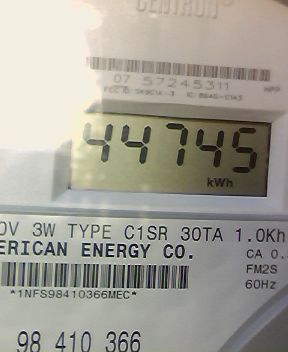 CENTRON
07 57245311
44745
kWh
0V 3W TYPE C1SR 30TA 1.0Kh
ERICAN ENERGY CO.
CA 0.
FM2S
60Hz
*1NFS98410366MEC*
98 410 366